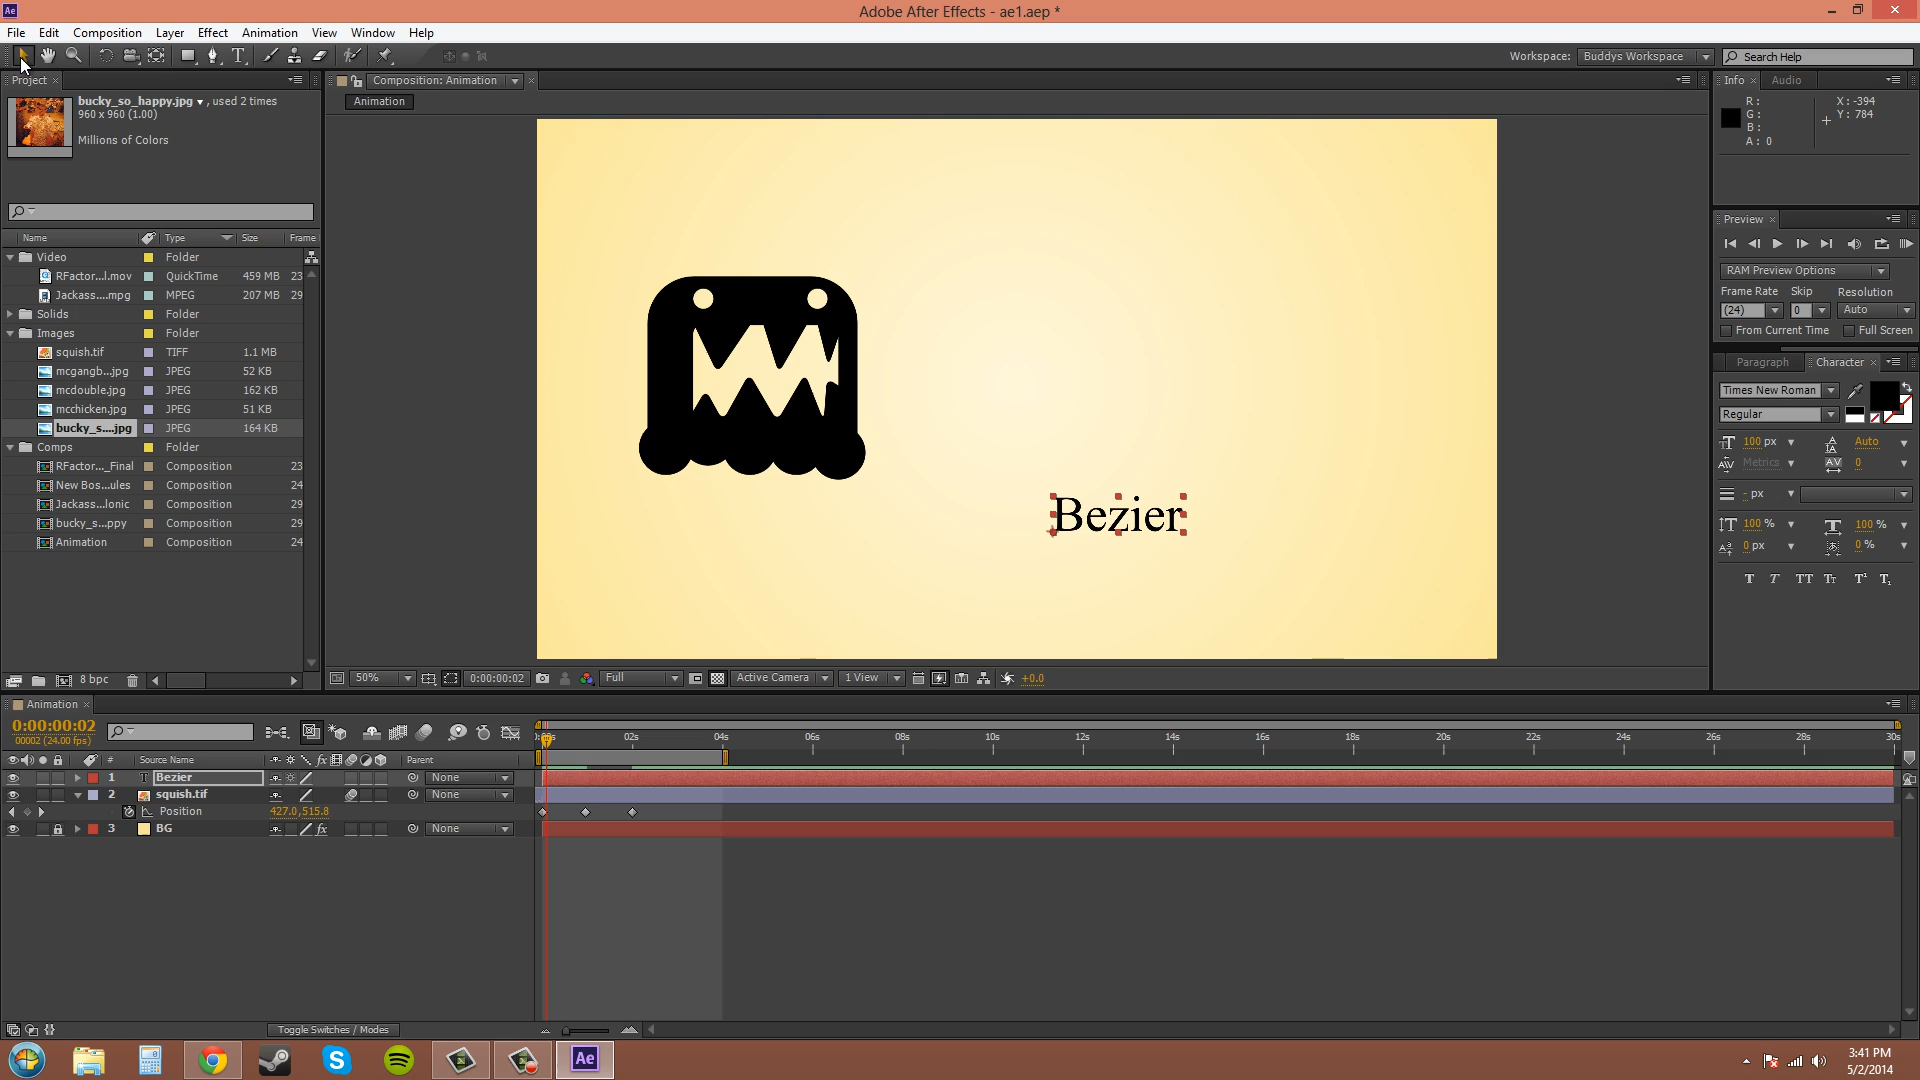 Adobe After Effects - ae1.aep *
File Edit Composition Layer Effect Animation View Window Help
Workspace: Buddys Workspace Search Help
Project
bucky_so_happy.jpg , used 2 times
960 x 960 (1.00)
Millions of Colors
Name Type Size Frame
Video Folder
RFactor...l.mov QuickTime 459 MB 23
Jackass....mpg MPEG 207 MB 29
Solids Folder
Images Folder
squish.tif TIFF 1.1 MB
mcgangb...jpg JPEG 52 KB
mcdouble.jpg JPEG 162 KB
mcchicken.jpg JPEG 51 KB
bucky_s....jpg JPEG 164 KB
Comps Folder
RFactor..._Final Composition 23
New Bos...ules Composition 24
Jackass....lonic Composition 29
bucky_s...ppy Composition 29
Animation Composition 24
8 bpc
Composition: Animation
Animation
Bezier
50% 0:00:00:02 Full Active Camera 1 View +0.0
Info Audio
R: X: -394
G: Y: 784
B:
A: 0
Preview
RAM Preview Options
Frame Rate Skip Resolution
(24) 0 Auto
From Current Time Full Screen
Paragraph Character
Times New Roman
Regular
100 px Auto
Metrics 0
- px
100 % 100 %
0 px 0 %
T T TT Tт T¹ T₁
Animation
0:00:00:02
00002 (24.00 fps)
# Source Name fx Parent
1 T Bezier None
2 squish.tif None
Position 427.0,515.8
3 BG fx None
02s 04s 06s 08s 10s 12s 14s 16s 18s 20s 22s 24s 26s 28s 30s
Toggle Switches / Modes
Ae
3:41 PM
5/2/2014